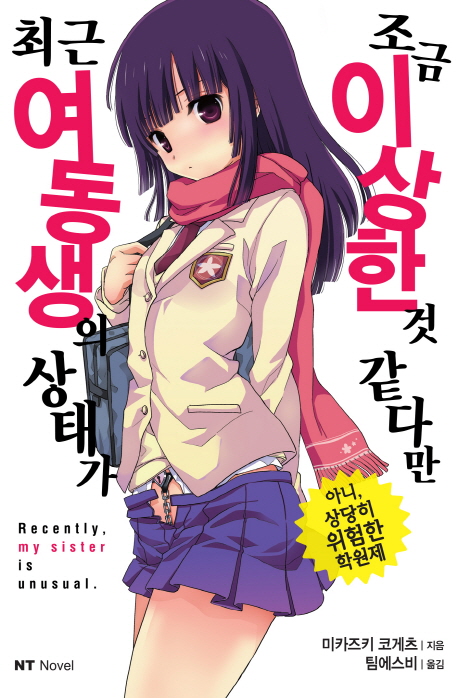 최근
여동생의
상태가
조금
이상한 것
같다만
아니,
상당히
위험한
학원제
Recently,
my sister
is
unusual.
미카즈키 코게츠 | 지음
팀에스비 | 옮김
NT Novel